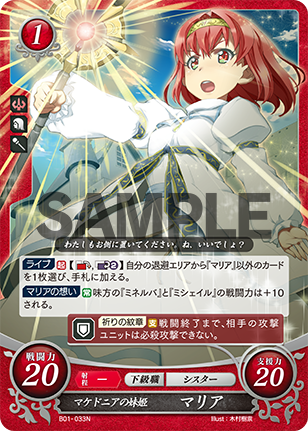 1
SAMPLE
わたしもお側に置いてください。ね、いいでしょ?
ライブ 起【 、 2】自分の退避エリアから『マリア』以外のカード
を1枚選び、手札に加える。
マリアの想い 常 味方の『ミネルバ』と『ミシェイル』の戦闘力は+10
される。
祈りの紋章 支 戦闘終了まで、相手の攻撃
ユニットは必殺攻撃できない。
戦闘力
20
射程 — 下級職 シスター
支援力
20
マケドニアの妹姫 マリア
B01-033N
Illust:木村樹崇